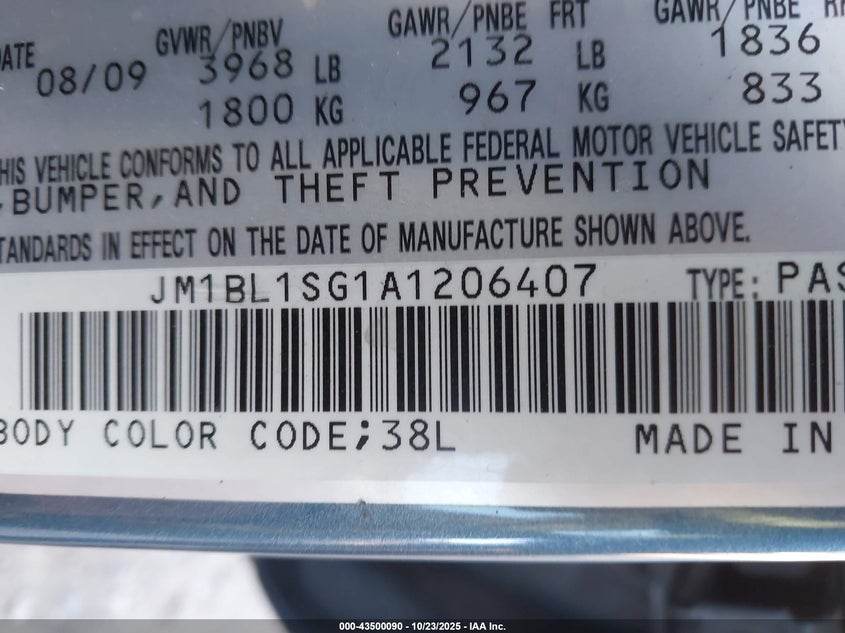 DATE GVWR/PNBV GAWR/PNBE FRT GAWR/PNBE
08/09 3968 LB 2132 LB 1836
1800 KG 967 KG 833
THIS VEHICLE CONFORMS TO ALL APPLICABLE FEDERAL MOTOR VEHICLE SAFETY
,BUMPER,AND THEFT PREVENTION
STANDARDS IN EFFECT ON THE DATE OF MANUFACTURE SHOWN ABOVE.
JM1BL1SG1A1206407 TYPE: PAS
BODY COLOR CODE;38L MADE IN
000-43500090 - 10/23/2025 - IAA Inc.